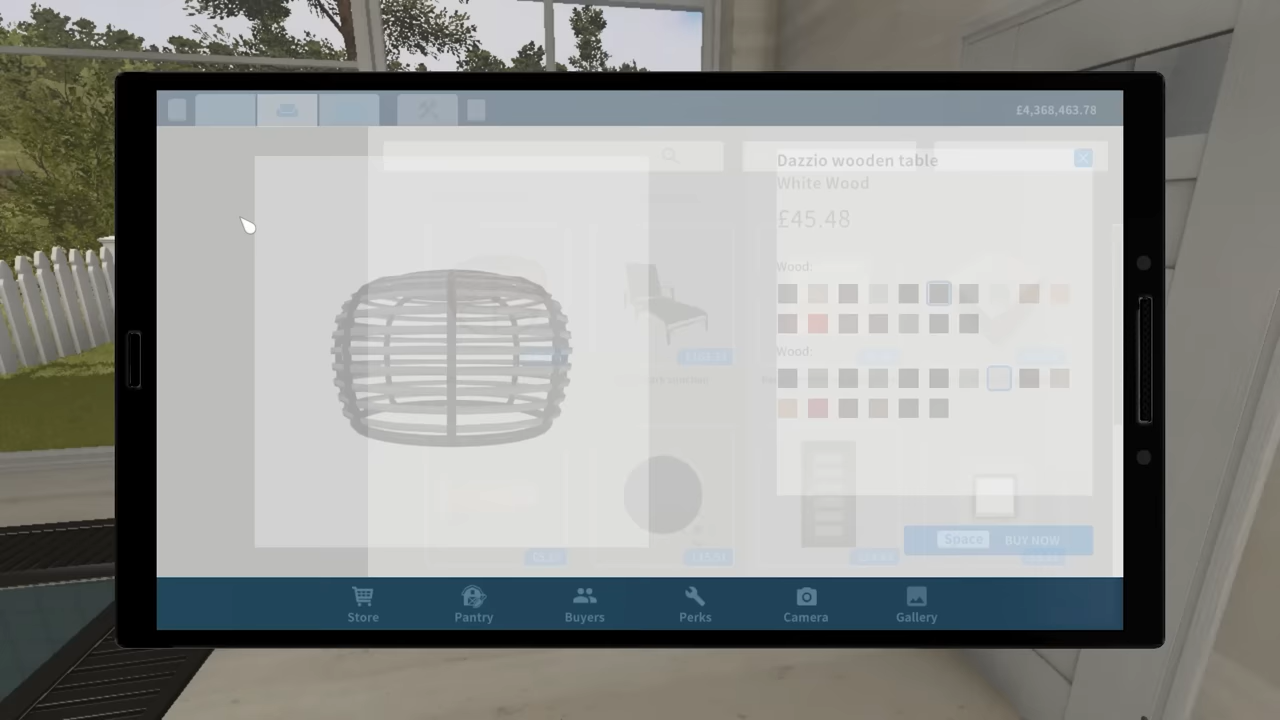 £4,368,463.78
Dazzio wooden table
White Wood
£45.48
Wood:
Wood:
Space BUY NOW
Store
Pantry
Buyers
Perks
Camera
Gallery